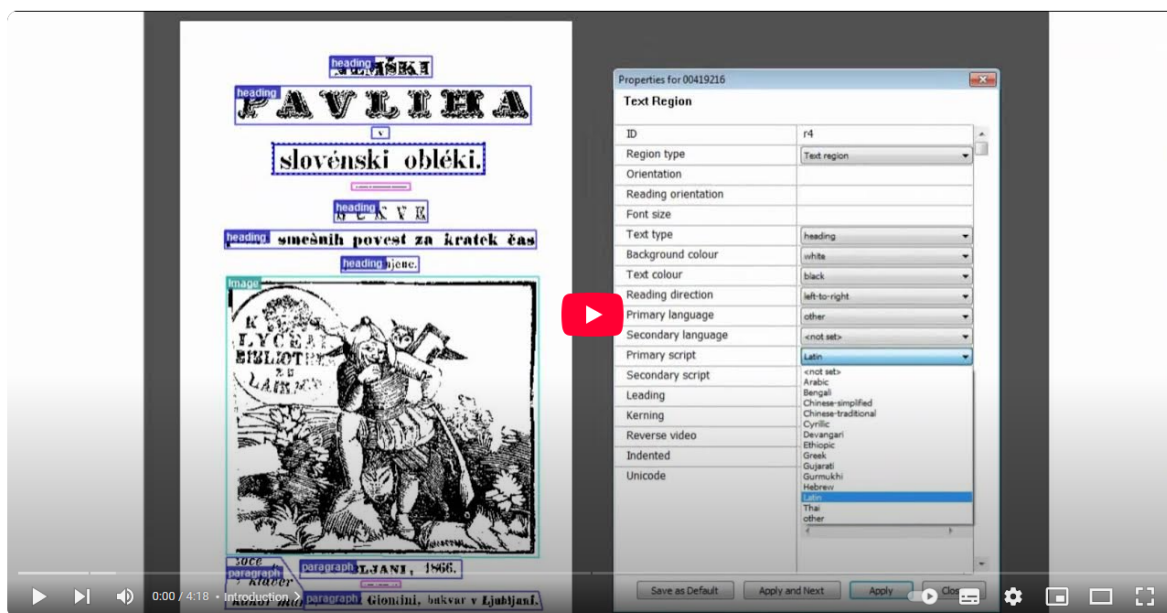 heading NEMŠKI
heading
PAVLIHA
v
slovénski obléki.
heading
heading smešnih povest za kratek čas
heading
Image
K
ZU
paragraph 1866.
paragraph
paragraph Giontini, bukvar v Ljubljani.
Properties for 00419216
Text Region
ID r4
Region type Text region
Orientation
Reading orientation
Font size
Text type heading
Background colour white
Text colour black
Reading direction left-to-right
Primary language other
Secondary language <not set>
Primary script Latin
Secondary script
Leading
Kerning
Reverse video
Indented
Unicode
<not set>
Arabic
Bengali
Chinese-simplified
Chinese-traditional
Cyrillic
Devangari
Ethiopic
Greek
Gujarati
Gurmukhi
Hebrew
Latin
Thai
other
Save as Default Apply and Next Apply
0:00 / 4:18 • Introduction